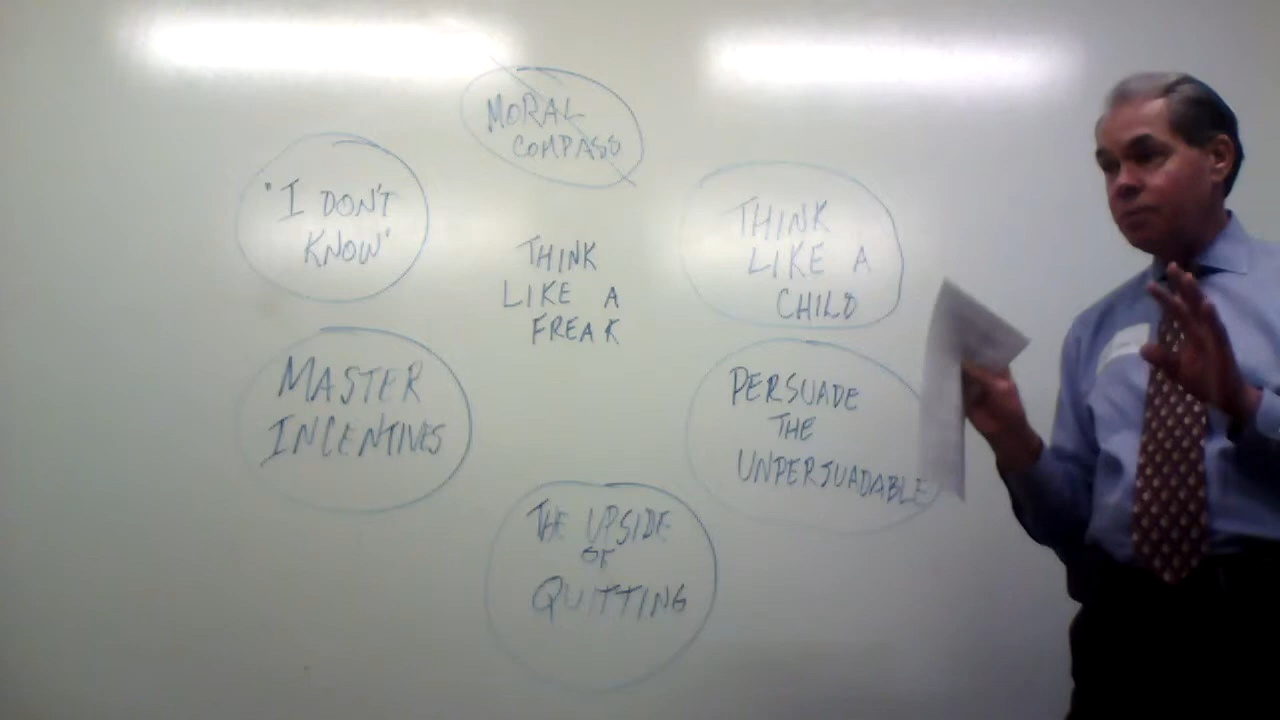 MORAL
COMPASS
"I DON'T
KNOW"
THINK
LIKE A
FREAK
THINK
LIKE A
CHILD
MASTER
INCENTIVES
PERSUADE
THE
UNPERSUADABLE
THE UPSIDE
OF
QUITTING